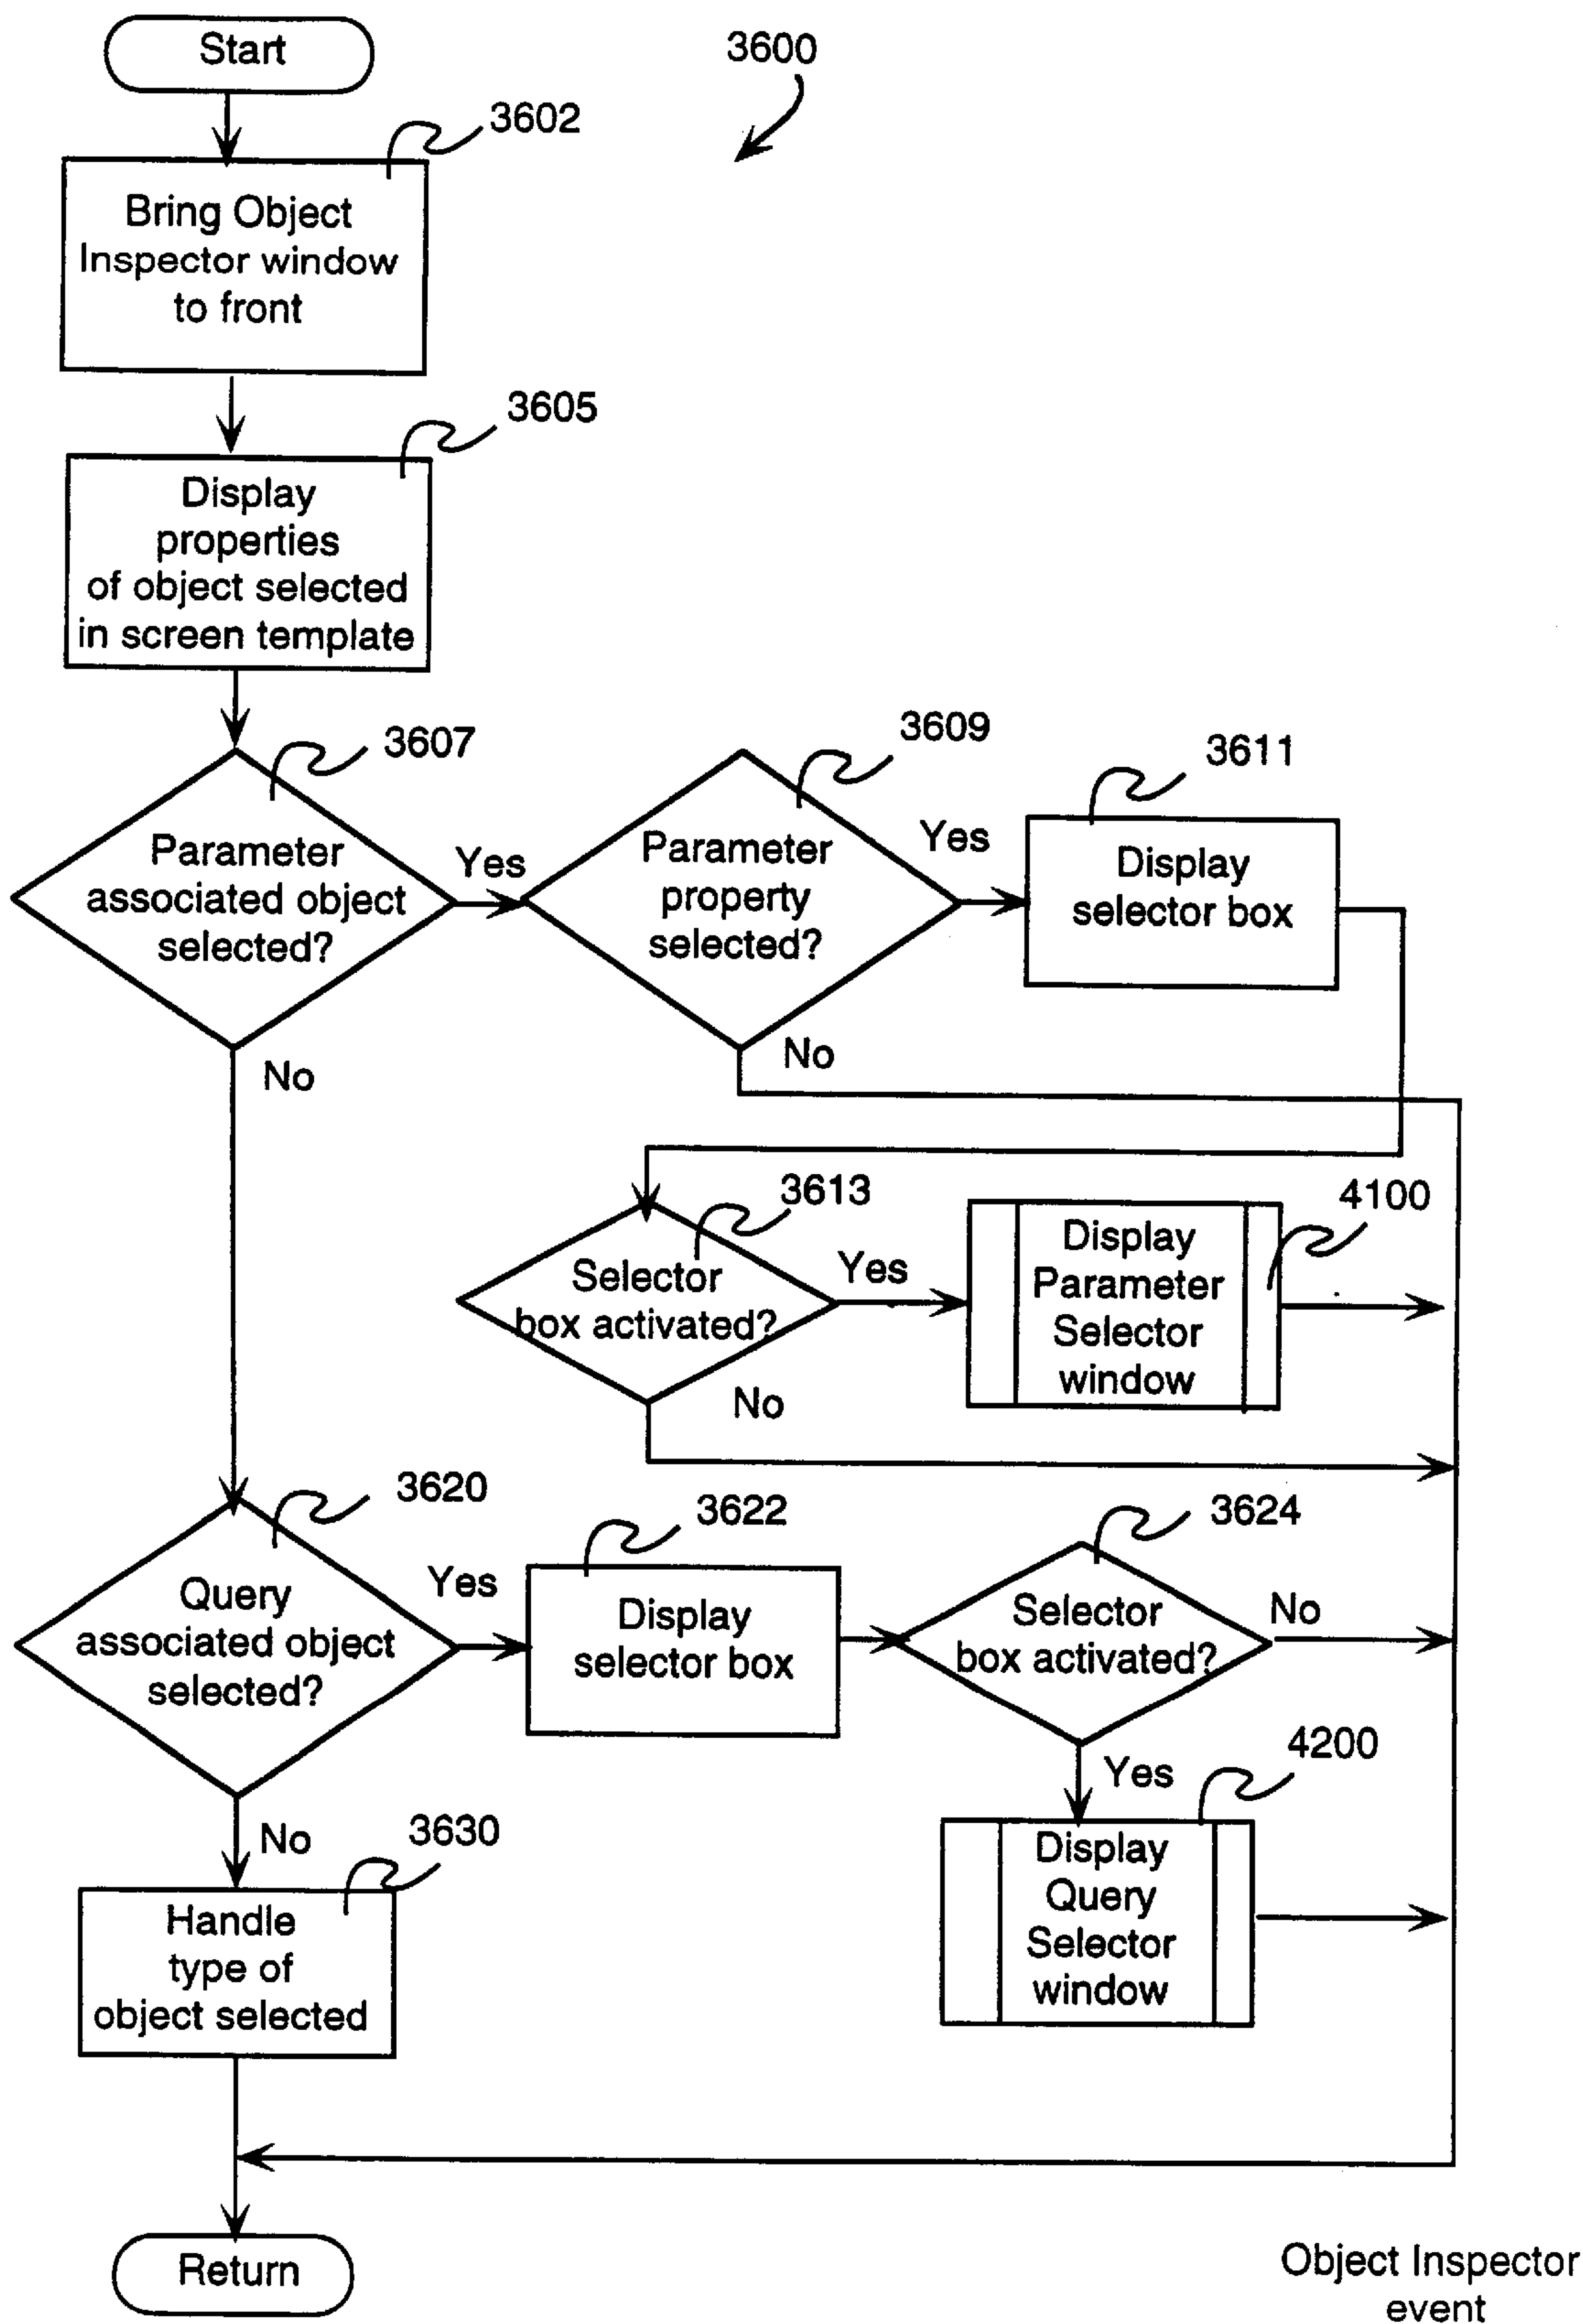 Start
3600
3602
Bring Object
Inspector window
to front
3605
Display
properties
of object selected
in screen template
3607
Parameter
associated object
selected?
Yes
No
3609
Parameter
property
selected?
Yes
No
3611
Display
selector box
3613
Selector
box activated?
Yes
No
4100
Display
Parameter
Selector
window
3620
Query
associated object
selected?
Yes
No
3622
Display
selector box
3624
Selector
box activated?
No
Yes
4200
Display
Query
Selector
window
3630
Handle
type of
object selected
Return
Object Inspector
event